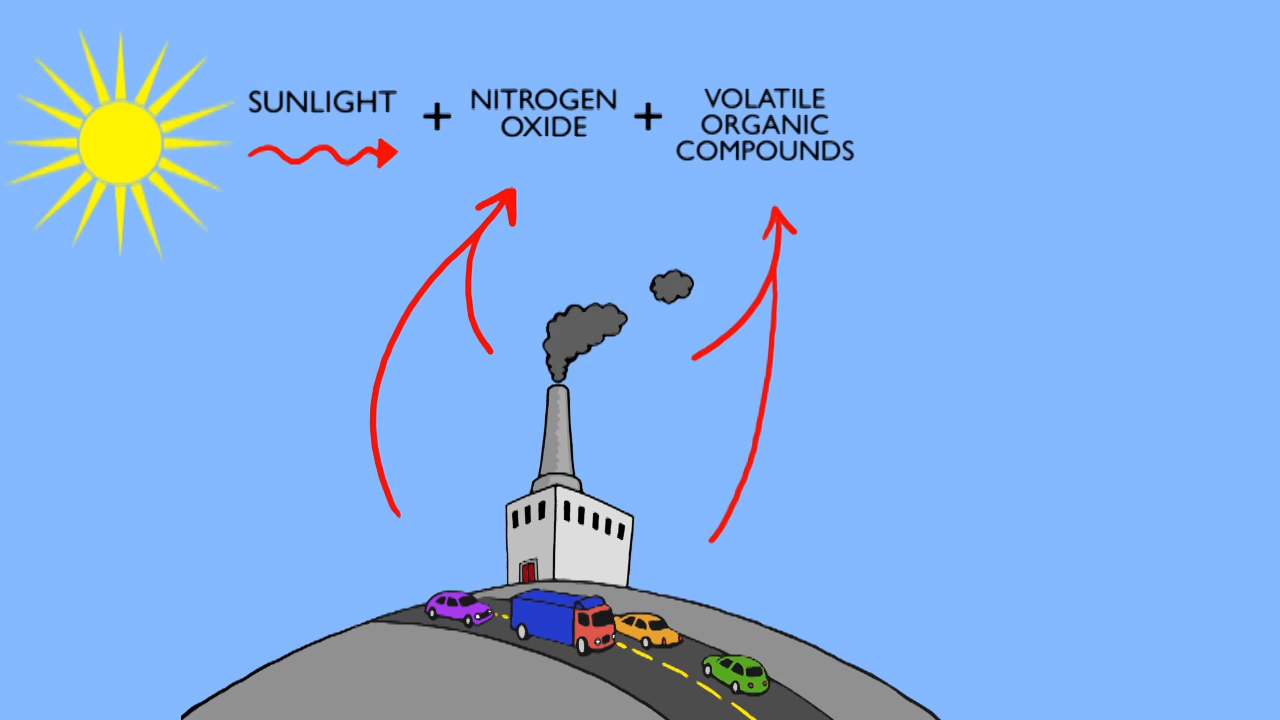 SUNLIGHT + NITROGEN OXIDE + VOLATILE ORGANIC COMPOUNDS